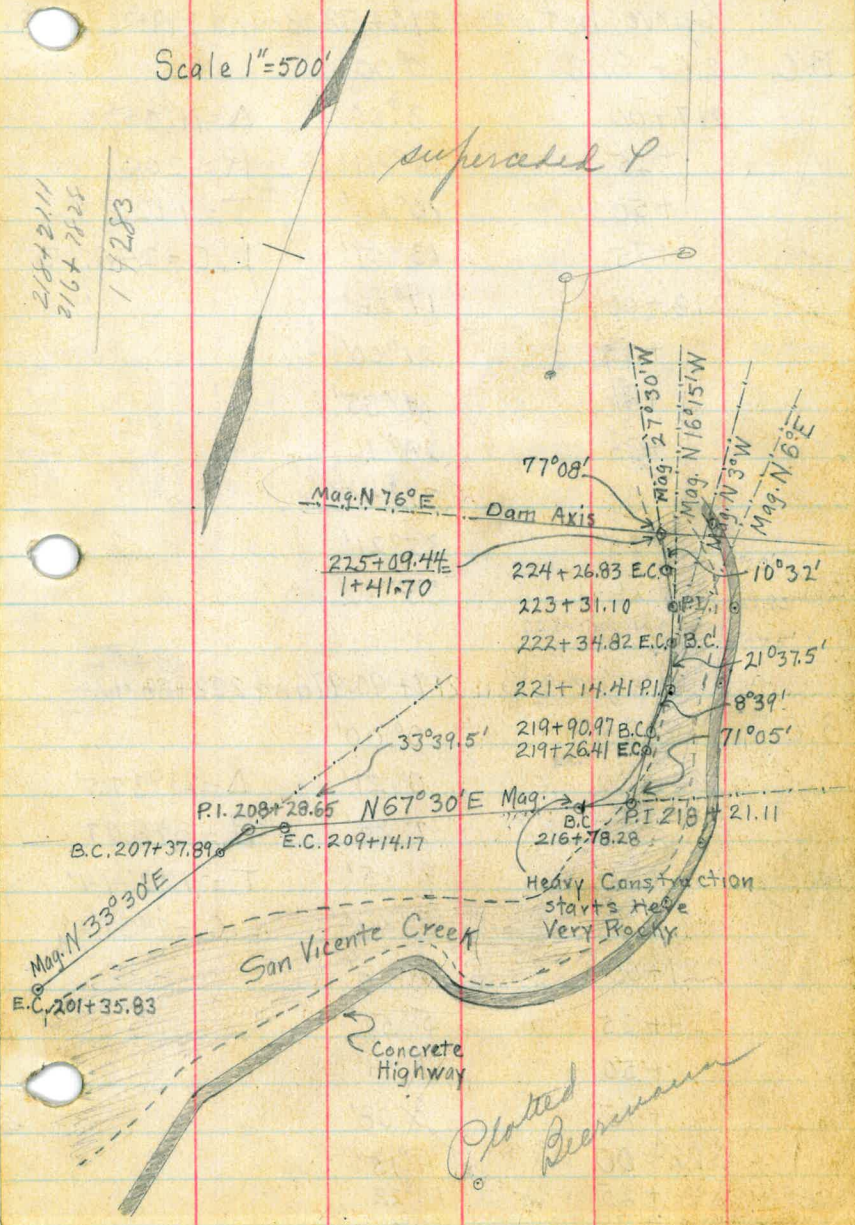 Scale 1"=500'
superceded
218+21.11
216+78.28
142.83
Mag. 27°30'W
Mag. N 16°15'W
Mag. N 3°W
Mag. N. 6°E
77°08'
Mag. N 76°E
Dam Axis
225+09.44=
1+41.70
224+26.83 E.C.
10°32'
223+31.10 P.I.
222+34.82 E.C. B.C.
21°37.5'
221+14.41 P.I.
8°39'
219+90.97 B.C.
219+26.41 E.C.
71°05'
33°39.5'
P.I. 208+28.65
N67°30'E Mag.
B.C.
216+78.28
P.I. 218+21.11
B.C. 207+37.89
E.C. 209+14.17
Heavy Construction
starts Here
Very Rocky
Mag. N 33°30'E
San Vicente Creek
E.C. 201+35.83
Concrete
Highway
Plotted
Beermann